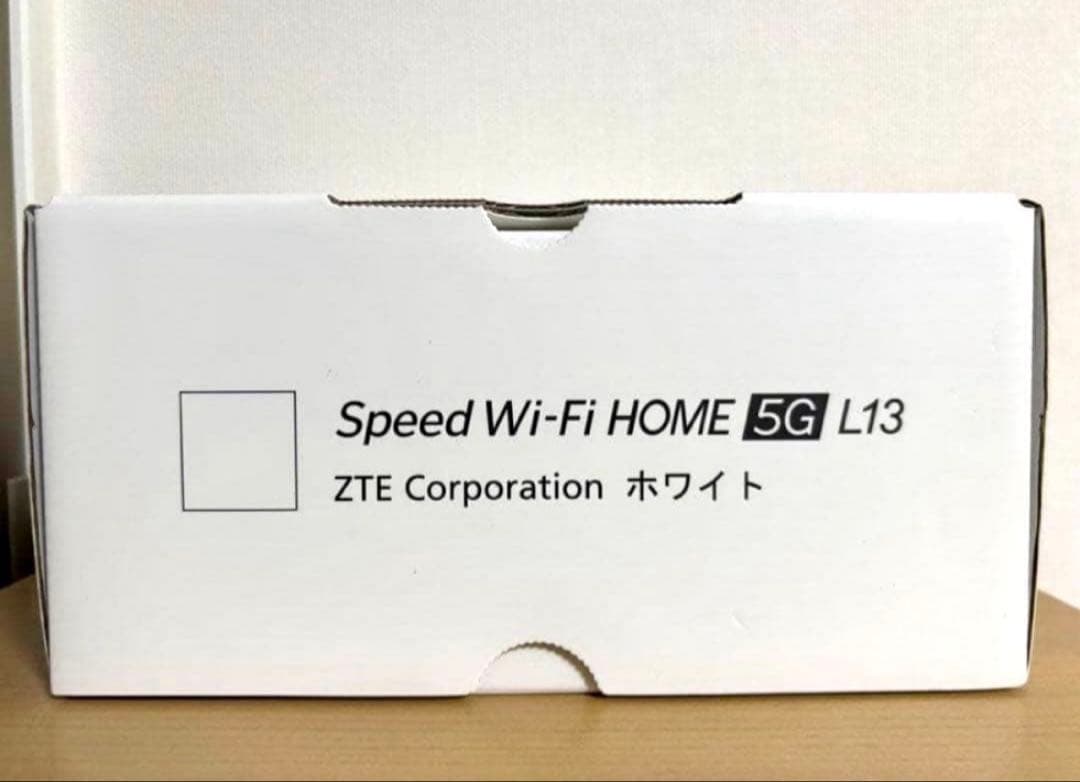 Speed Wi-Fi HOME 5G L13
ZTE Corporation ホワイト